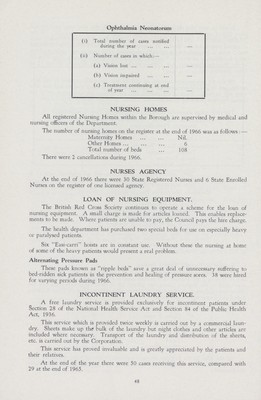 Ophthalmia Neonatorum
(i) Total number of cases notified
during the year ... ... ... —
(ii) Number of cases in which:—
(a) Vision lost ... ... ... —
(b) Vision impaired ... ... —
(c) Treatment continuing at end
of year ... ... ... —
NURSING HOMES
All registered Nursing Homes within the Borough are supervised by medical and
nursing officers of the Department.
The number of nursing homes on the register at the end of 1966 was as follows:—
Maternity Homes ... ... Nil.
Other Homes ... ... ... 6
Total number of beds ... 108
There were 2 cancellations during 1966.
NURSES AGENCY
At the end of 1966 there were 30 State Registered Nurses and 6 State Enrolled
Nurses on the register of one licensed agency.
LOAN OF NURSING EQUIPMENT.
The British Red Cross Society continues to operate a scheme for the loan of
nursing equipment. A small charge is made for articles loaned. This enables replace-
ments to be made. Where patients are unable to pay, the Council pays the hire charge.
The health department has purchased two special beds for use on especially heavy
or paralysed patients.
Six "Easi-carri" hoists are in constant use. Without these the nursing at home
of some of the heavy patients would present a real problem.
Alternating Pressure Pads
These pads known as "ripple beds" save a great deal of unnecessary suffering to
bed-ridden sick patients in the prevention and healing of pressure sores. 38 were hired
for varying periods during 1966.
INCONTINENT LAUNDRY SERVICE.
A free laundry service is provided exclusively for incontinent patients under
Section 28 of the National Health Service Act and Section 84 of the Public Health
Act, 1936.
This service which is provided twice weekly is carried out by a commercial laun-
dry. Sheets make up the bulk of the laundry but night clothes and other articles are
included where necessary. Transport of the laundry and distribution of the sheets,
etc. is carried out by the Corporation.
This service has proved invaluable and is greatly appreciated by the patients and
their relatives.
At the end of the year there were 30 cases receiving this service, compared with
29 at the end of 1965.